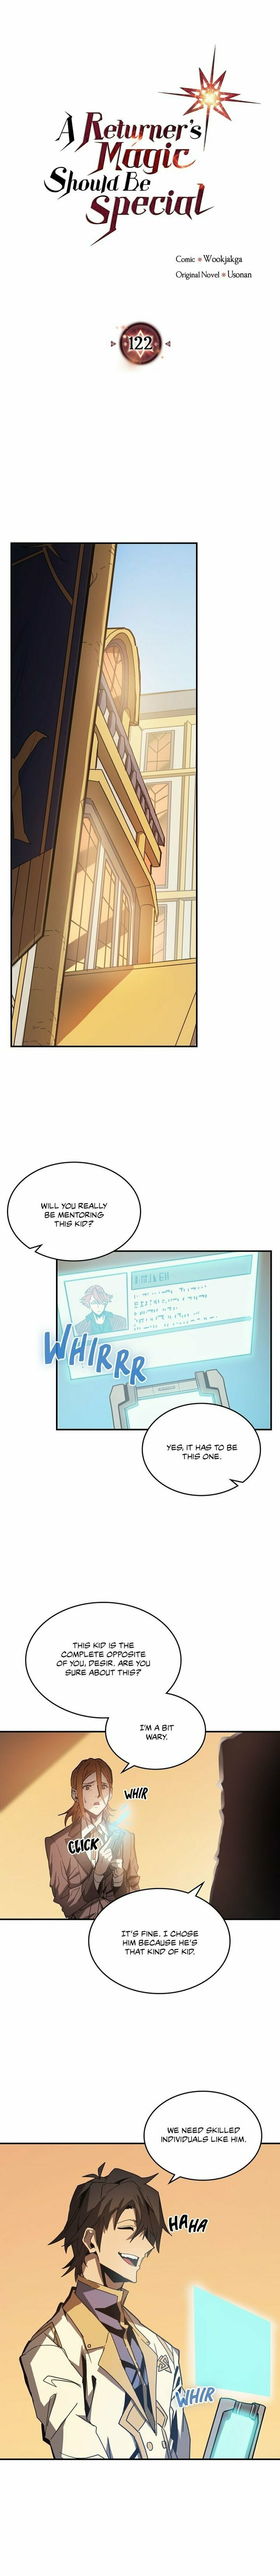 A Returner's
Magic
Should Be
Special
Comic Wookjakga
Original Novel Usonan
122
WILL YOU REALLY
BE MENTORING
THIS KID?
WHIRRR
YES, IT HAS TO BE
THIS ONE.
THIS KID IS THE
COMPLETE OPPOSITE
OF YOU, DESIR. ARE YOU
SURE ABOUT THIS?
I'M A BIT
WARY.
WHIR
CLICK
IT'S FINE. I CHOSE
HIM BECAUSE HE'S
THAT KIND OF KID.
WE NEED SKILLED
INDIVIDUALS LIKE HIM.
HAHA
WHIR